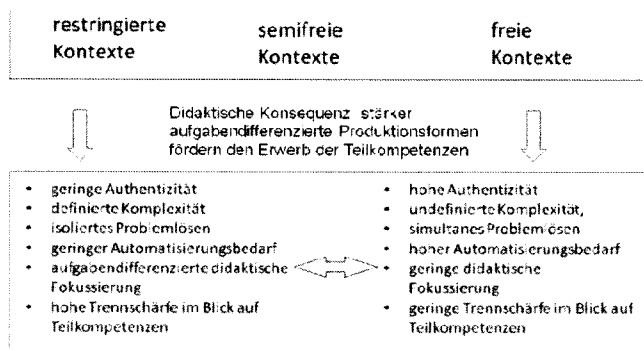 restringierte
Kontexte
semifreie
Kontexte
freie
Kontexte
Didaktische Konsequenz stärker
aufgabendifferenzierte Produktionsformen
fördern den Erwerb der Teilkompetenzen
• geringe Authentizität
• definierte Komplexität
• isoliertes Problemlösen
• geringer Automatisierungsbedarf
• aufgabendifferenzierte didaktische
Fokussierung
• hohe Trennschärfe im Blick auf
Teilkompetenzen
• hohe Authentizität
• undefinierte Komplexität,
simultanes Problemlösen
• hoher Automatisierungsbedarf
• geringe didaktische
Fokussierung
• geringe Trennschärfe im Blick auf
Teilkompetenzen